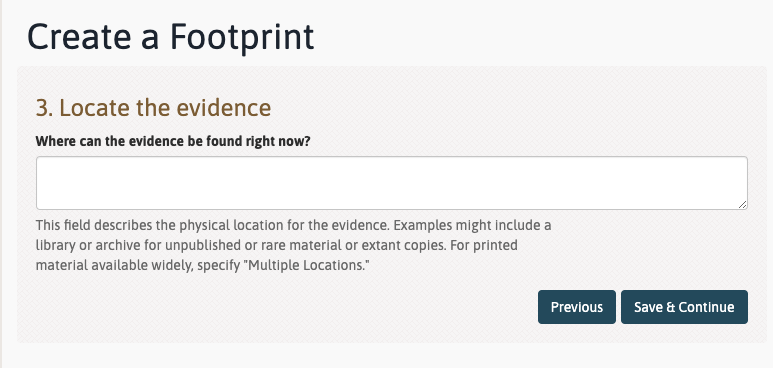 Create a Footprint
3. Locate the evidence
Where can the evidence be found right now?
This field describes the physical location for the evidence. Examples might include a
library or archive for unpublished or rare material or extant copies. For printed
material available widely, specify "Multiple Locations."
Previous Save & Continue